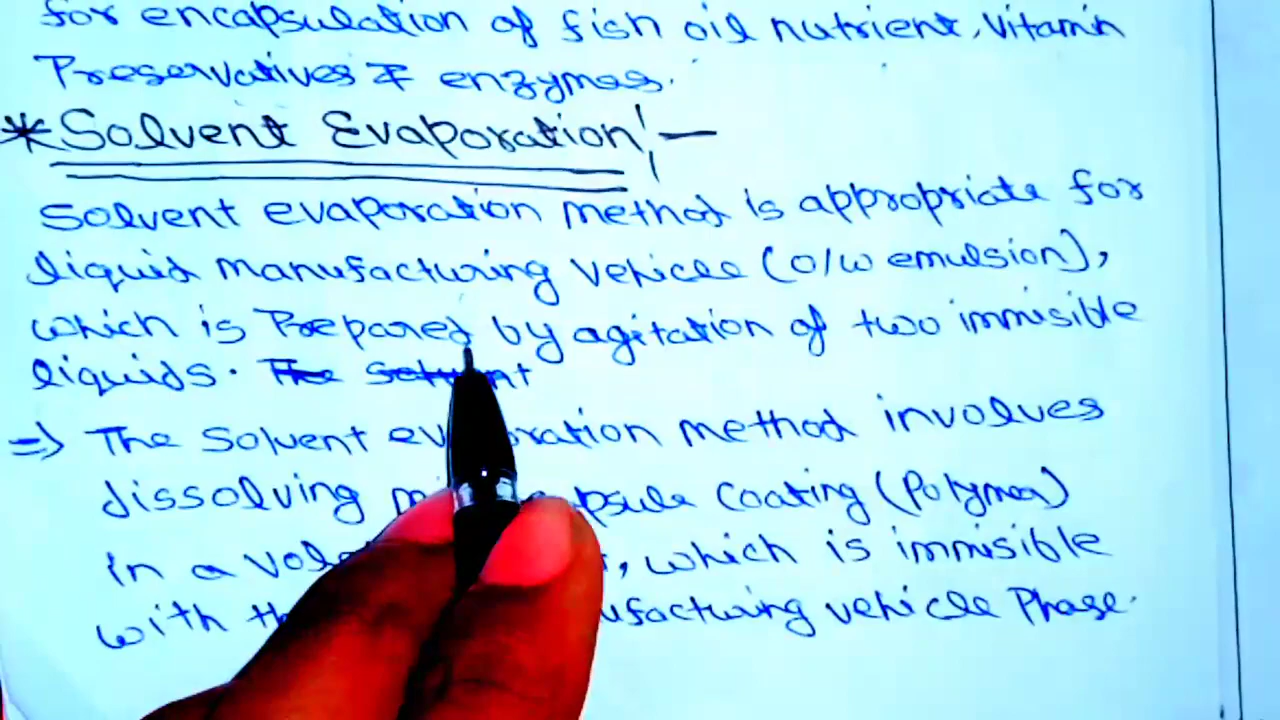 for encapsulation of fish oil nutrient, Vitamin
Preservatives & enzymes.
* Solvent Evaporation :-
Solvent evaporation method is appropriate for
liquid manufacturing vehicle (O/W emulsion),
which is Prepared by agitation of two immisible
liquids. The Solvent
=> The Solvent evaporation method involves
dissolving coating (Polymer)
in a which is immisible
with vehicle Phase.